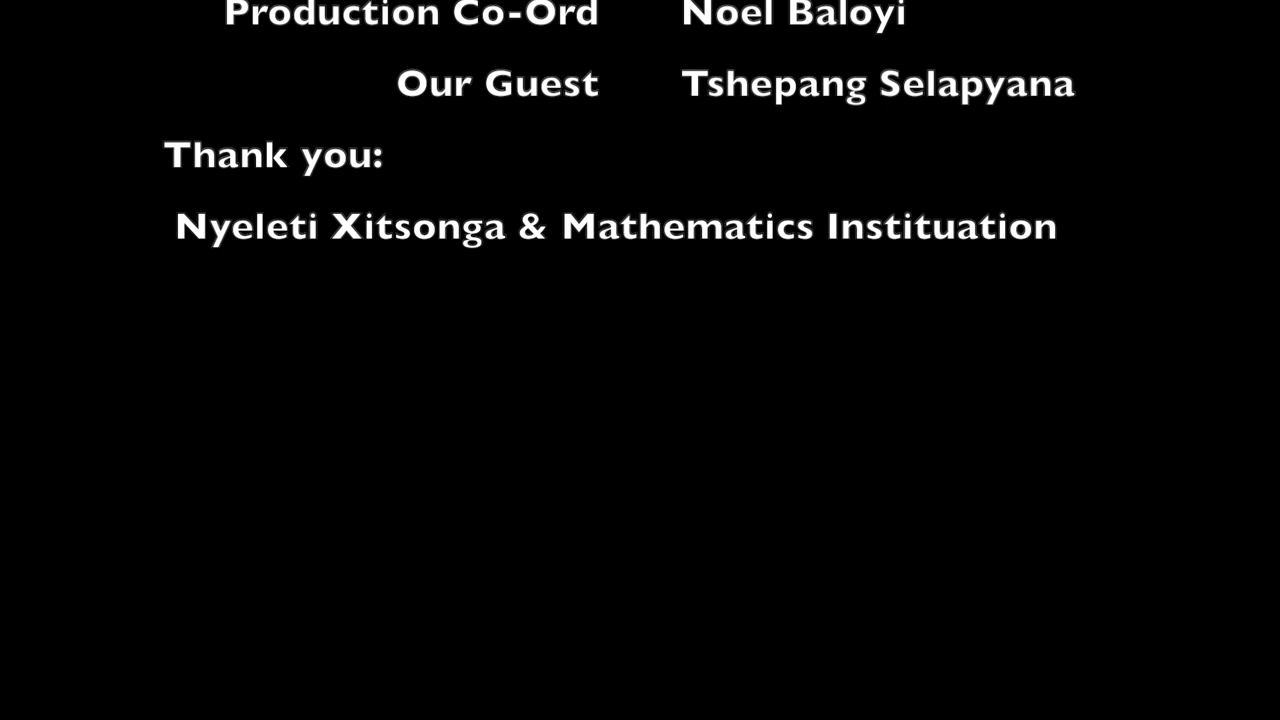 Production Co-Ord Noel Baloyi
Our Guest Tshepang Selapyana
Thank you:
Nyeleti Xitsonga & Mathematics Instituation